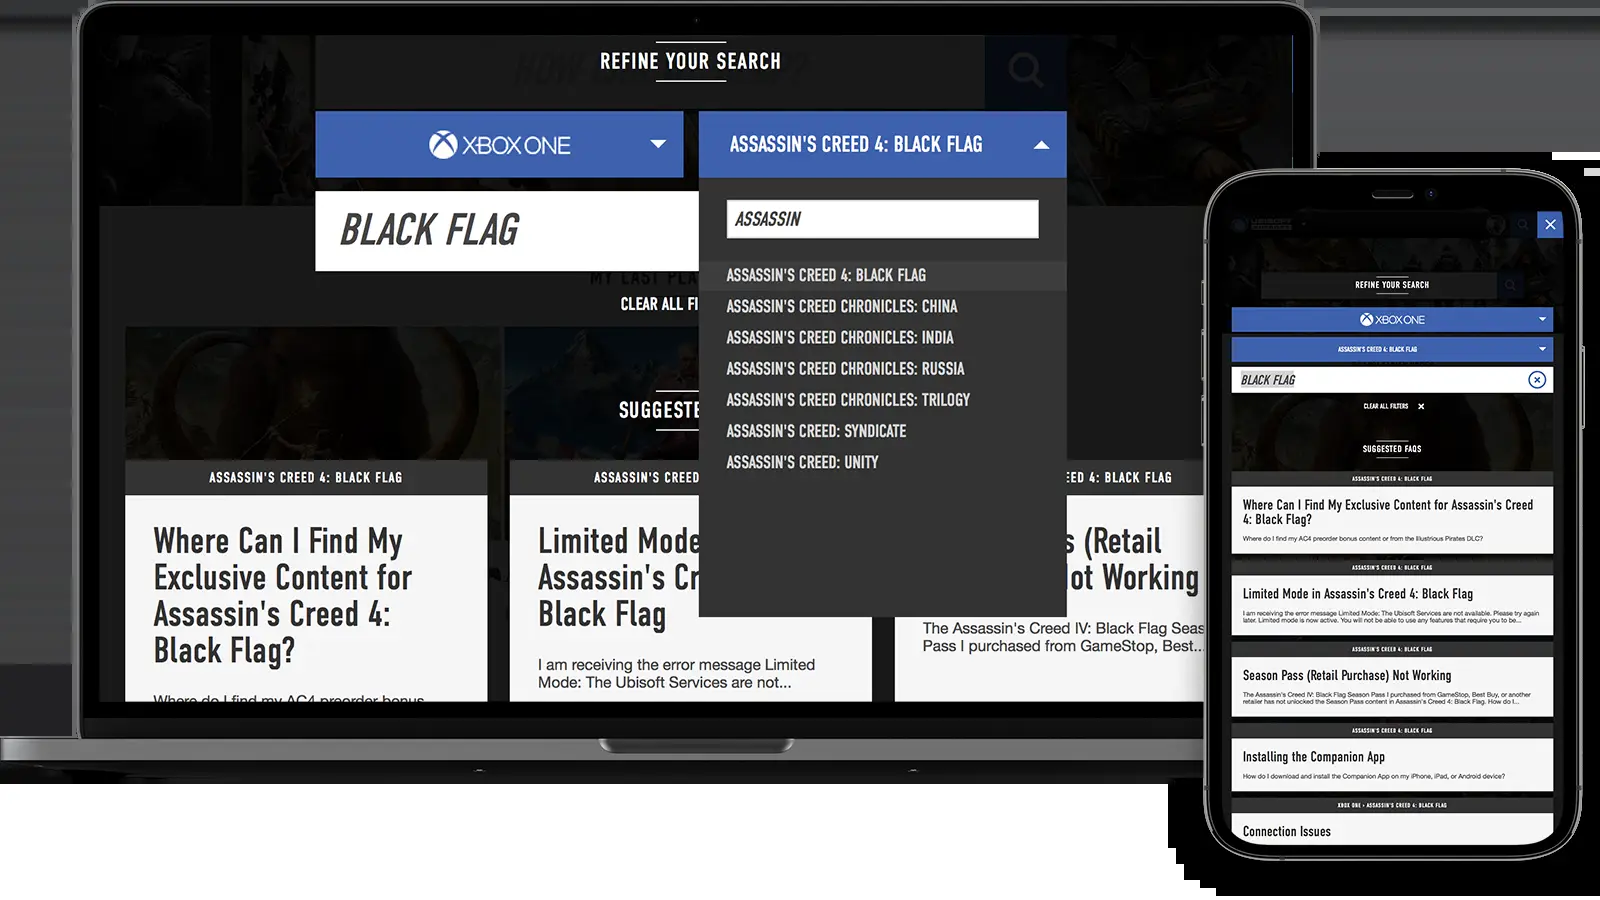 REFINE YOUR SEARCH
XBOX ONE
ASSASSIN'S CREED 4: BLACK FLAG
BLACK FLAG
ASSASSIN
ASSASSIN'S CREED 4: BLACK FLAG
ASSASSIN'S CREED CHRONICLES: CHINA
ASSASSIN'S CREED CHRONICLES: INDIA
ASSASSIN'S CREED CHRONICLES: RUSSIA
ASSASSIN'S CREED CHRONICLES: TRILOGY
ASSASSIN'S CREED: SYNDICATE
ASSASSIN'S CREED: UNITY
MY LAST PLA
CLEAR ALL FI
SUGGESTE
ASSASSIN'S CREED 4: BLACK FLAG
Where Can I Find My
Exclusive Content for
Assassin's Creed 4:
Black Flag?
Where do I find my AC4 preorder bonus
ASSASSIN'S CREED
Limited Mode
Assassin's Cr
Black Flag
I am receiving the error message Limited
Mode: The Ubisoft Services are not...
EED 4: BLACK FLAG
s (Retail
Not Working
The Assassin's Creed IV: Black Flag Seas
Pass I purchased from GameStop, Best...
UBISOFT
REFINE YOUR SEARCH
XBOX ONE
ASSASSIN'S CREED 4: BLACK FLAG
BLACK FLAG
CLEAR ALL FILTERS X
SUGGESTED FAQS
ASSASSIN'S CREED 4: BLACK FLAG
Where Can I Find My Exclusive Content for Assassin's Creed
4: Black Flag?
Where do I find my AC4 preorder bonus content or from the Illustrious Pirates DLC?
ASSASSIN'S CREED 4: BLACK FLAG
Limited Mode in Assassin's Creed 4: Black Flag
I am receiving the error message Limited Mode: The Ubisoft Services are not available. Please try again
later. Limited mode is now active. You will not be able to use any features that require you to be...
ASSASSIN'S CREED 4: BLACK FLAG
Season Pass (Retail Purchase) Not Working
The Assassin's Creed IV: Black Flag Season Pass I purchased from GameStop, Best Buy, or another
retailer has not unlocked the Season Pass content in Assassin's Creed 4: Black Flag. How do I...
ASSASSIN'S CREED 4: BLACK FLAG
Installing the Companion App
How do I download and install the Companion App on my iPhone, iPad, or Android device?
XBOX ONE › ASSASSIN'S CREED 4: BLACK FLAG
Connection Issues